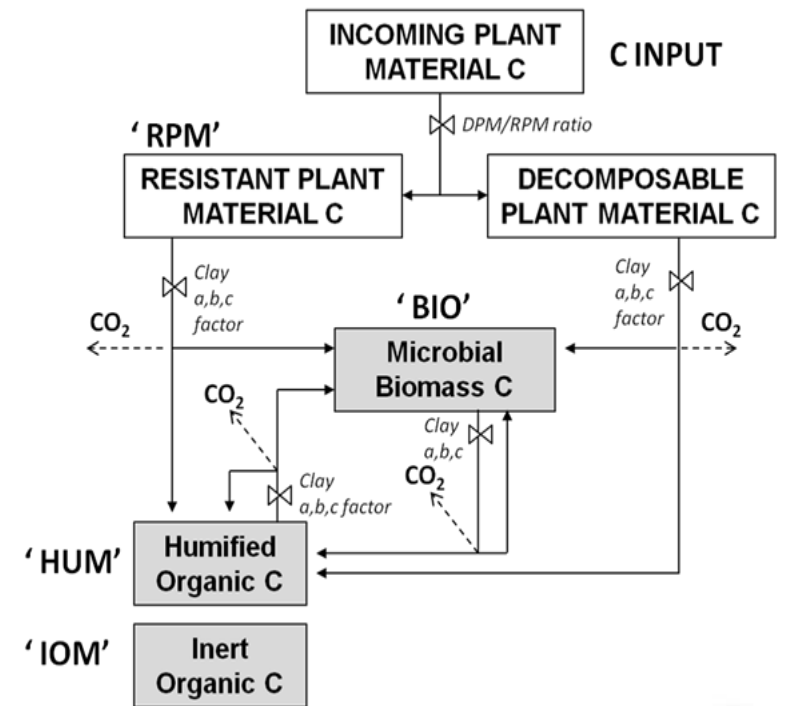 INCOMING PLANT
MATERIAL C
C INPUT
DPM/RPM ratio
‘ RPM’
RESISTANT PLANT
MATERIAL C
DECOMPOSABLE
PLANT MATERIAL C
Clay
a,b,c
factor
Clay
a,b,c
factor
CO2
‘ BIO’
CO2
Microbial
Biomass C
CO2
Clay
a,b,c
CO2
Clay
a,b,c factor
‘ HUM’
Humified
Organic C
‘IOM’
Inert
Organic C